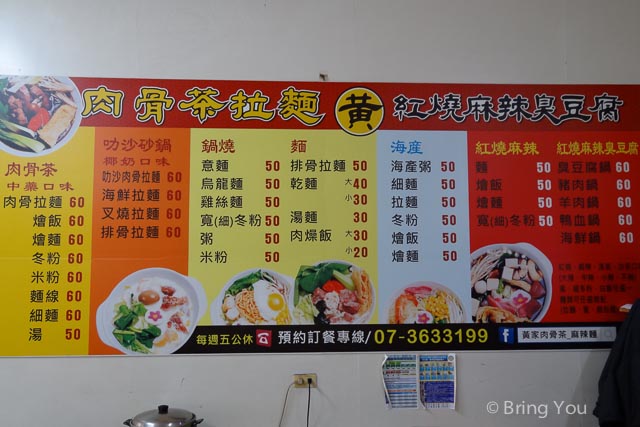 肉骨茶拉麵 黃 紅燒麻辣臭豆腐
肉骨茶
中藥口味
肉骨拉麵 60
燴飯 60
燴麵 60
冬粉 60
米粉 60
麵線 60
細麵 60
湯 50
叻沙砂鍋
椰奶口味
叻沙肉骨拉麵 60
海鮮拉麵 60
叉燒拉麵 60
排骨拉麵 60
鍋燒
意麵 50
烏龍麵 50
雞絲麵 50
寬(細)冬粉 50
粥 50
米粉 50
麵
排骨拉麵 50
乾麵 大40
小30
湯麵 30
肉燥飯 大30
小20
海產
海產粥 50
細麵 50
拉麵 50
冬粉 50
燴飯 50
燴麵 50
紅燒麻辣
麵 50
燴飯 50
燴麵 50
寬(細)冬粉 50
紅燒麻辣臭豆腐
臭豆腐鍋 60
豬肉鍋 60
羊肉鍋 60
鴨血鍋 60
海鮮鍋 60
每週五公休 預約訂餐專線/07-3633199 黃家肉骨茶_麻辣麵
© Bring You